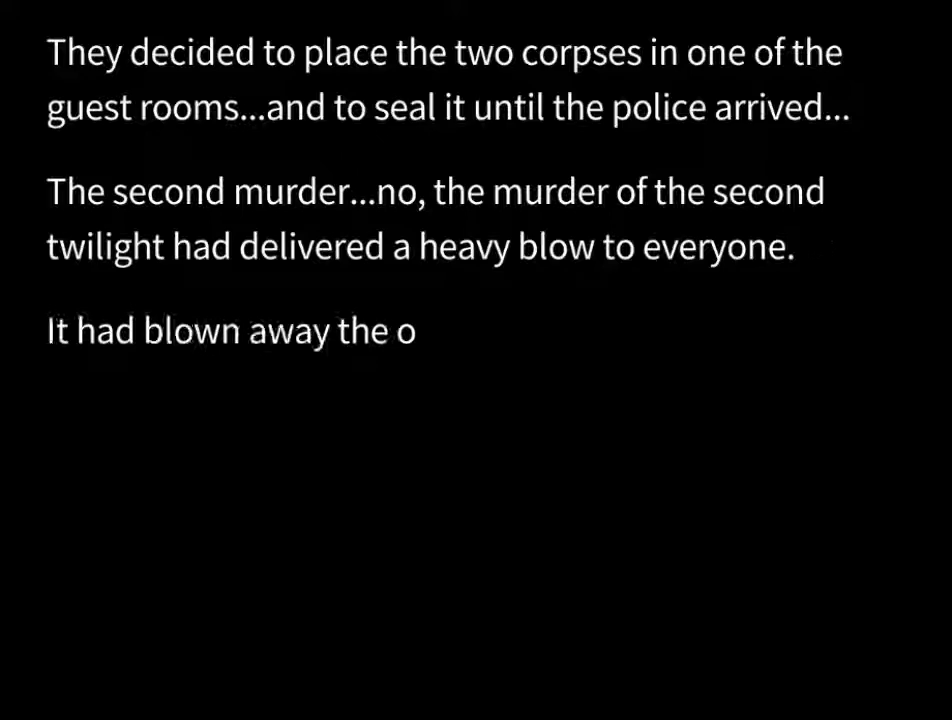 They decided to place the two corpses in one of the
guest rooms...and to seal it until the police arrived...
The second murder...no, the murder of the second
twilight had delivered a heavy blow to everyone.
It had blown away the o